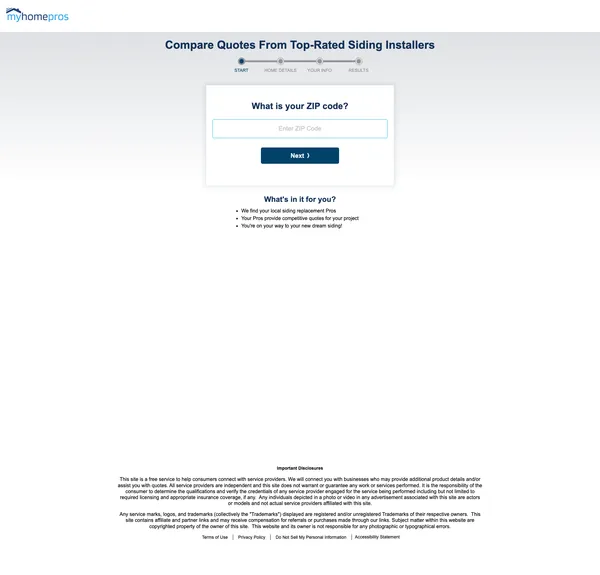 myhomepros
Compare Quotes From Top-Rated Siding Installers
START HOME DETAILS YOUR INFO RESULTS
What is your ZIP code?
Enter ZIP Code
Next ⟩
What's in it for you?
• We find your local siding replacement Pros
• Your Pros provide competitive quotes for your project
• You're on your way to your new dream siding!
Important Disclosures
This site is a free service to help consumers connect with service providers. We will connect you with businesses who may provide additional product details and/or
assist you with quotes. All service providers are independent and this site does not warrant or guarantee any work or services performed. It is the responsibility of the
consumer to determine the qualifications and verify the credentials of any service provider engaged for the service being performed including but not limited to
required licensing and appropriate insurance coverage, if any. Any individuals depicted in a photo or video in any advertisement associated with this site are actors
or models and not actual service providers affiliated with this site.
Any service marks, logos, and trademarks (collectively the "Trademarks") displayed are registered and/or unregistered Trademarks of their respective owners. This
site contains affiliate and partner links and may receive compensation for referrals or purchases made through our links. Subject matter within this website are
copyrighted property of the owner of this site. This website and its owner is not responsible for any photographic or typographical errors.
Terms of Use | Privacy Policy | Do Not Sell My Personal Information | Accessibility Statement